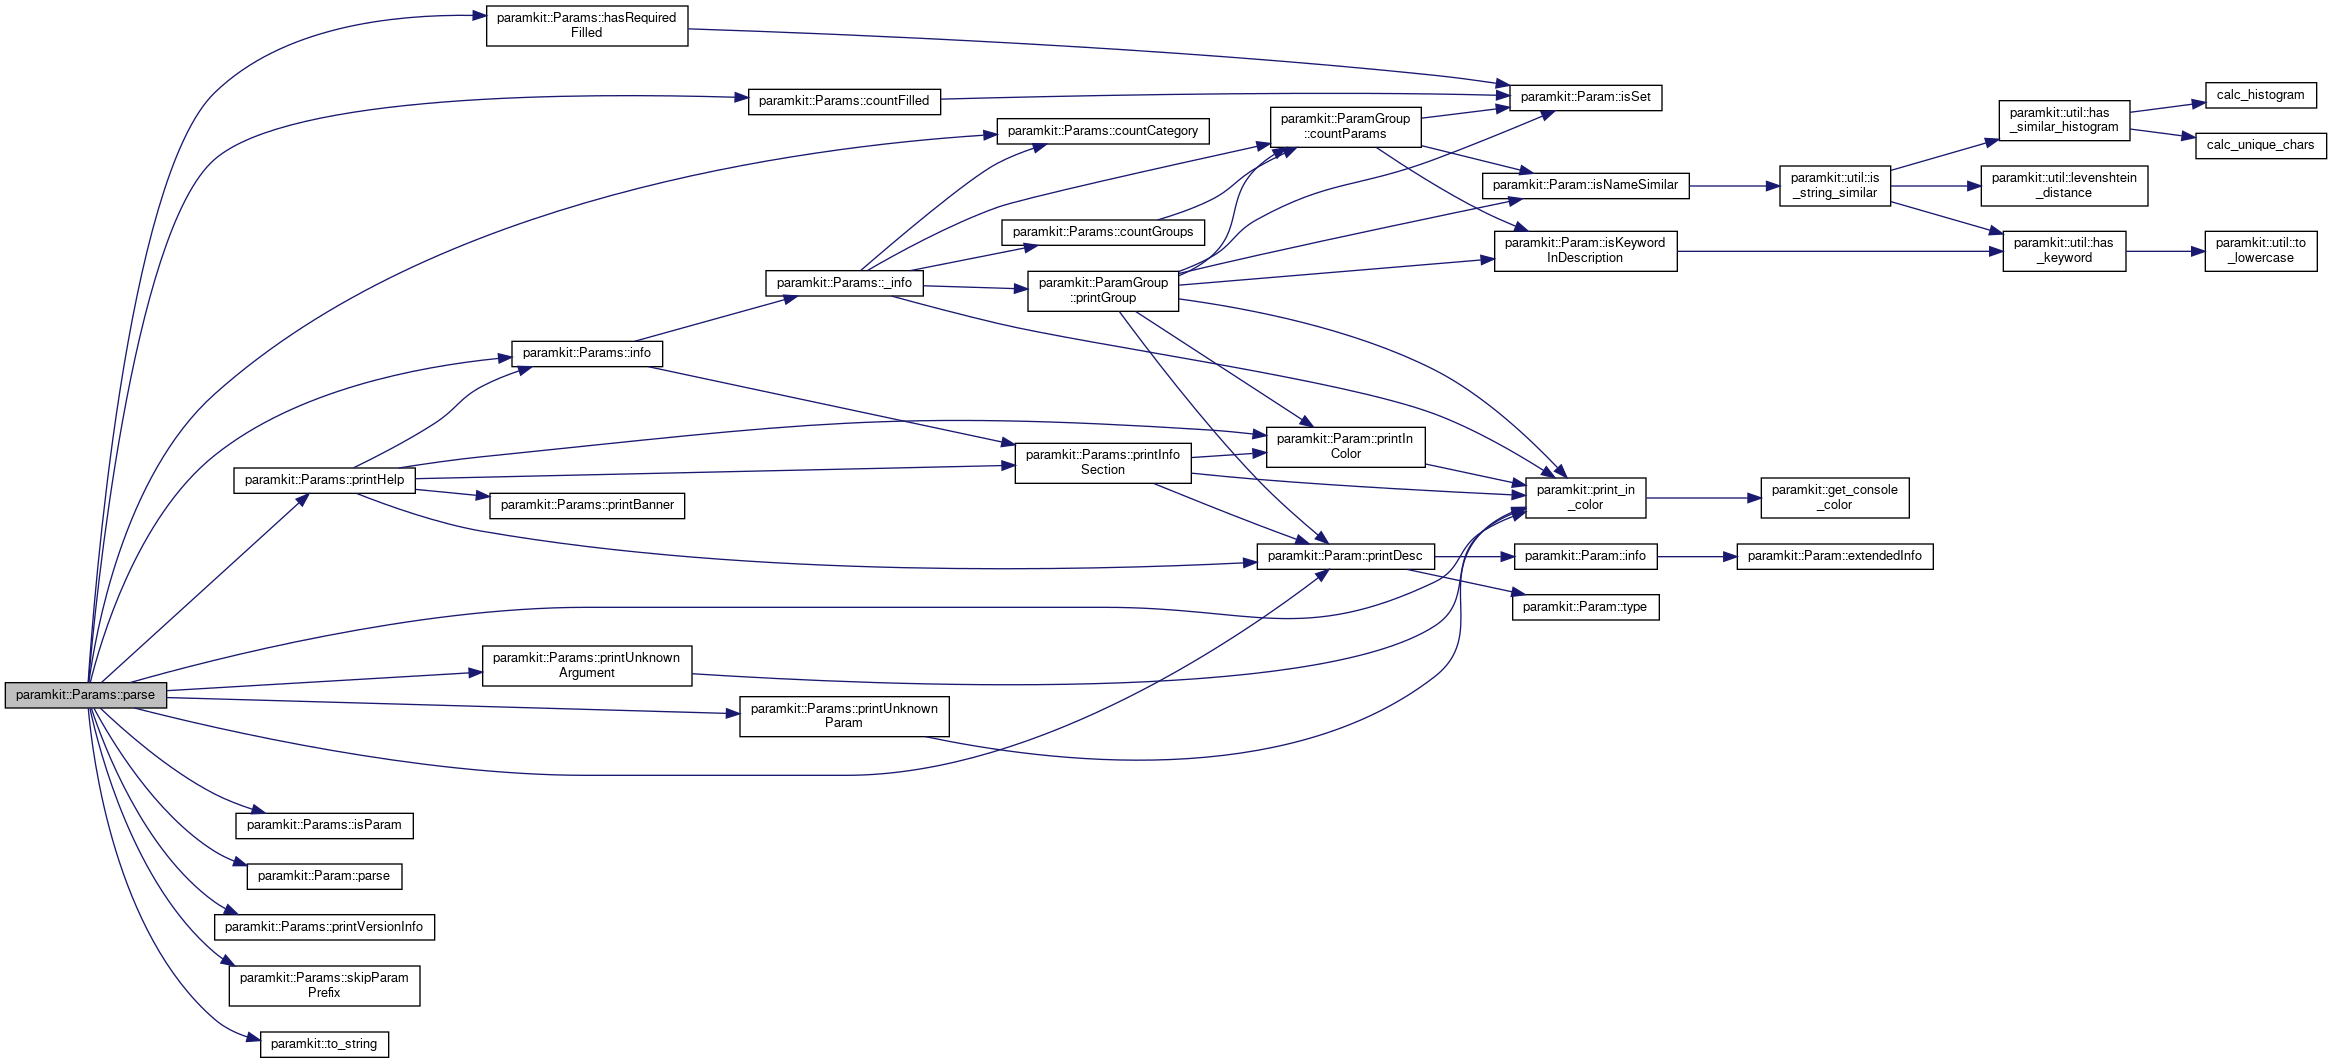 paramkit::Params::hasRequired
Filled
paramkit::Params::countFilled
paramkit::Params::countCategory
paramkit::ParamGroup
::countParams
paramkit::Param::isSet
paramkit::util::has
_similar_histogram
calc_histogram
calc_unique_chars
paramkit::Param::isNameSimilar
paramkit::util::is
_string_similar
paramkit::util::levenshtein
_distance
paramkit::Params::countGroups
paramkit::Param::isKeyword
InDescription
paramkit::util::has
_keyword
paramkit::util::to
_lowercase
paramkit::Params::_info
paramkit::ParamGroup
::printGroup
paramkit::Params::info
paramkit::Params::printHelp
paramkit::Params::printInfo
Section
paramkit::Param::printIn
Color
paramkit::Params::printBanner
paramkit::print_in
_color
paramkit::get_console
_color
paramkit::Param::printDesc
paramkit::Param::info
paramkit::Param::extendedInfo
paramkit::Param::type
paramkit::Params::printUnknown
Argument
paramkit::Params::parse
paramkit::Params::printUnknown
Param
paramkit::Params::isParam
paramkit::Param::parse
paramkit::Params::printVersionInfo
paramkit::Params::skipParam
Prefix
paramkit::to_string